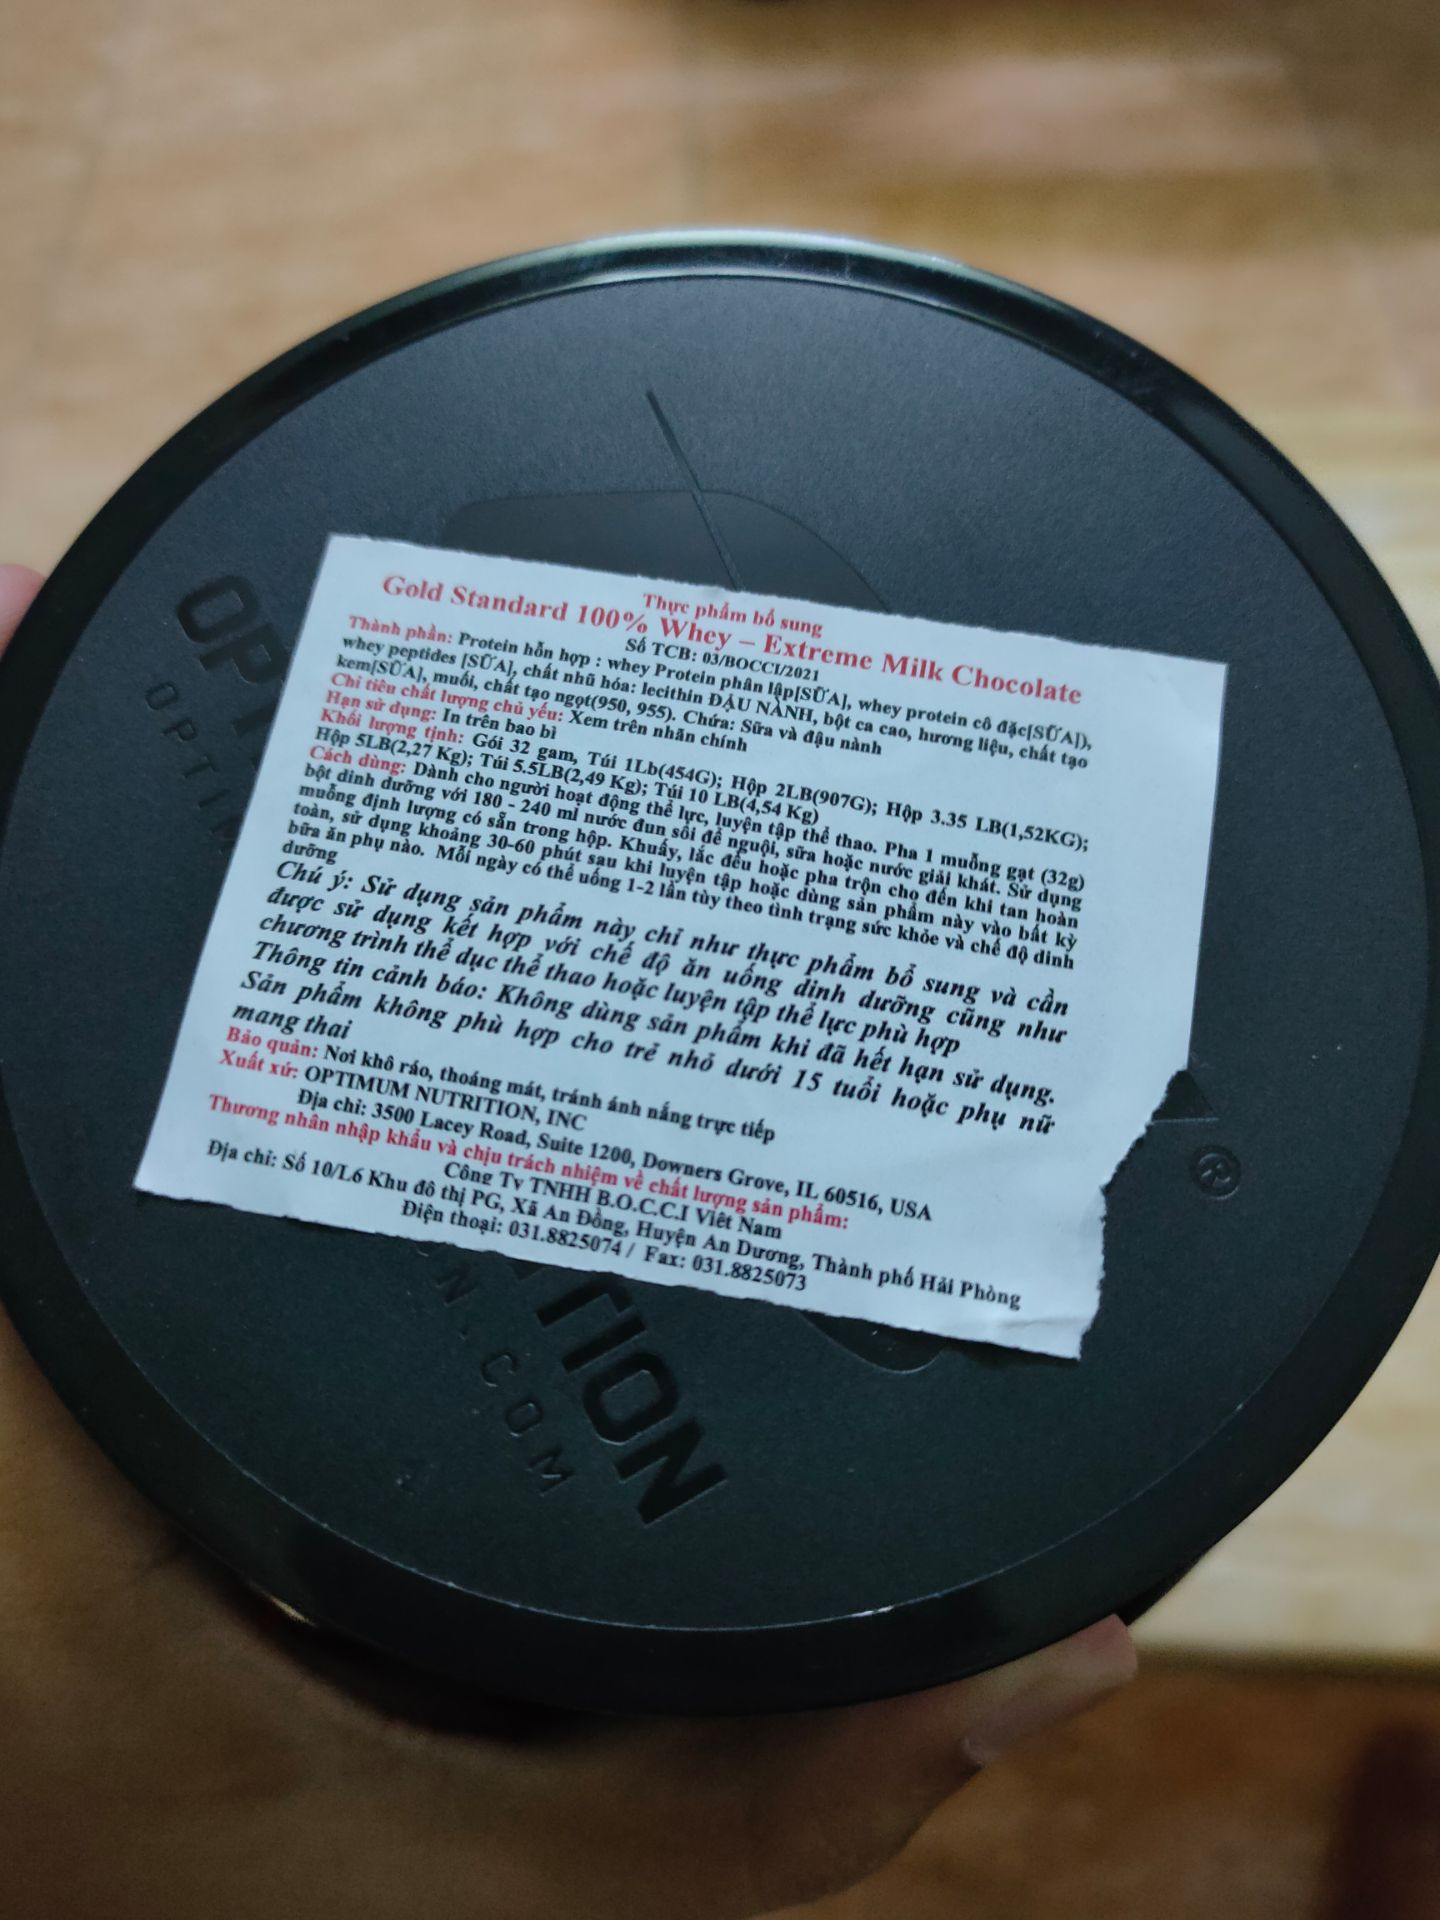 Thực phẩm bổ sung
Gold Standard 100% Whey – Extreme Milk Chocolate
Số TCB: 03/BOCCI/2021
Thành phần: Protein hỗn hợp : whey Protein phân lập[SỮA], whey protein cô đặc[SỮA]),
whey peptides [SỮA], chất nhũ hóa: lecithin ĐẬU NÀNH, bột ca cao, hương liệu, chất tạo
kem[SỮA], muối, chất tạo ngọt(950, 955). Chứa: Sữa và đậu nành
Chỉ tiêu chất lượng chủ yếu: Xem trên nhãn chính
Hạn sử dụng: In trên bao bì
Khối lượng tịnh: Gói 32 gam, Túi 1Lb(454G); Hộp 2LB(907G); Hộp 3.35 LB(1,52KG);
Hộp 5LB(2,27 Kg); Túi 5.5LB(2,49 Kg); Túi 10 LB(4,54 Kg)
Cách dùng: Dành cho người hoạt động thể lực, luyện tập thể thao. Pha 1 muỗng gạt (32g)
bột dinh dưỡng với 180 - 240 ml nước đun sôi để nguội, sữa hoặc nước giải khát. Sử dụng
muỗng định lượng có sẵn trong hộp. Khuấy, lắc đều hoặc pha trộn cho đến khi tan hoàn
toàn, sử dụng khoảng 30-60 phút sau khi luyện tập hoặc dùng sản phẩm này vào bất kỳ
bữa ăn phụ nào. Mỗi ngày có thể uống 1-2 lần tùy theo tình trạng sức khỏe và chế độ dinh
dưỡng
Chú ý: Sử dụng sản phẩm này chỉ như thực phẩm bổ sung và cần
được sử dụng kết hợp với chế độ ăn uống dinh dưỡng cũng như
chương trình thể dục thể thao hoặc luyện tập thể lực phù hợp
Thông tin cảnh báo: Không dùng sản phẩm khi đã hết hạn sử dụng.
Sản phẩm không phù hợp cho trẻ nhỏ dưới 15 tuổi hoặc phụ nữ
mang thai
Bảo quản: Nơi khô ráo, thoáng mát, tránh ánh nắng trực tiếp
Xuất xứ: OPTIMUM NUTRITION, INC
Địa chỉ: 3500 Lacey Road, Suite 1200, Downers Grove, IL 60516, USA
Thương nhân nhập khẩu và chịu trách nhiệm về chất lượng sản phẩm:
Công Ty TNHH B.O.C.C.I Việt Nam
Địa chỉ: Số 10/L6 Khu đô thị PG, Xã An Đồng, Huyện An Dương, Thành phố Hải Phòng
Điện thoại: 031.8825074 / Fax: 031.8825073
®